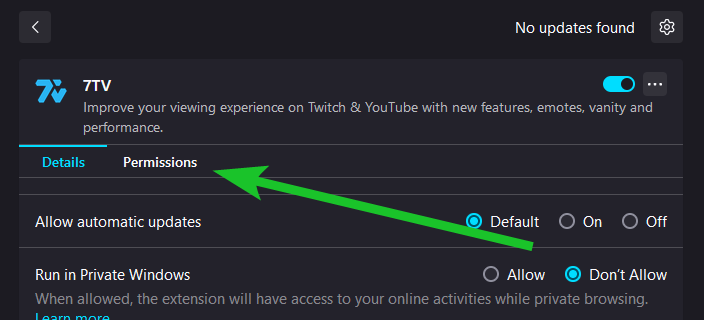 No updates found
7TV
Improve your viewing experience on Twitch & YouTube with new features, emotes, vanity and
performance.
Details Permissions
Allow automatic updates Default On Off
Run in Private Windows Allow Don't Allow
When allowed, the extension will have access to your online activities while private browsing.
Learn more